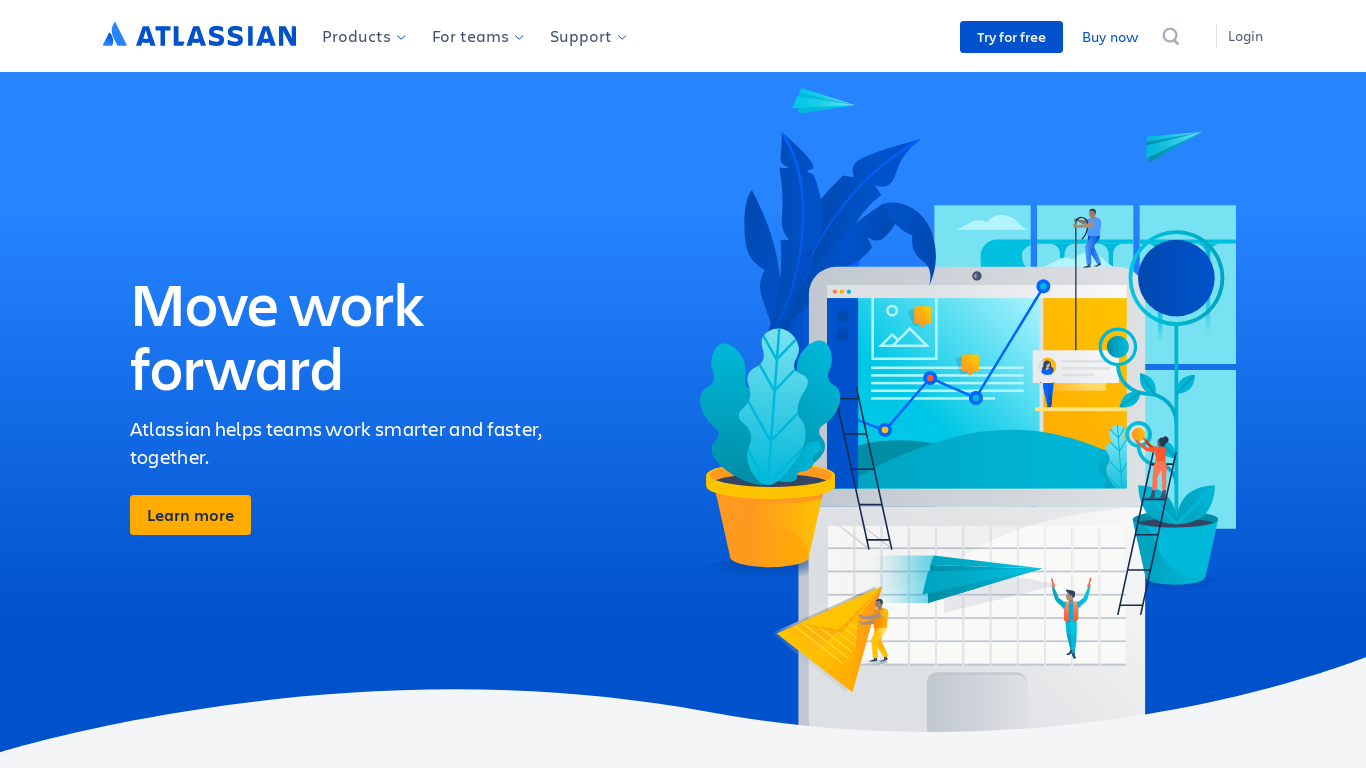 ATLASSIAN
Products
For teams
Support
Try for free
Buy now
Login
Move work
forward
Atlassian helps teams work smarter and faster,
together.
Learn more